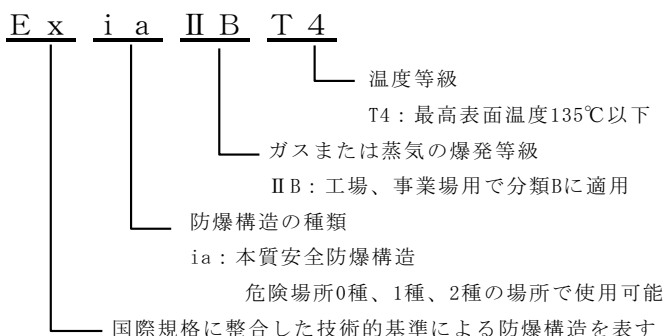 Ｅｘ ｉａ ⅡＢ Ｔ４
温度等級
T4：最高表面温度135℃以下
ガスまたは蒸気の爆発等級
ⅡB：工場、事業場用で分類Bに適用
防爆構造の種類
ia：本質安全防爆構造
危険場所0種、1種、2種の場所で使用可能
国際規格に整合した技術的基準による防爆構造を表す